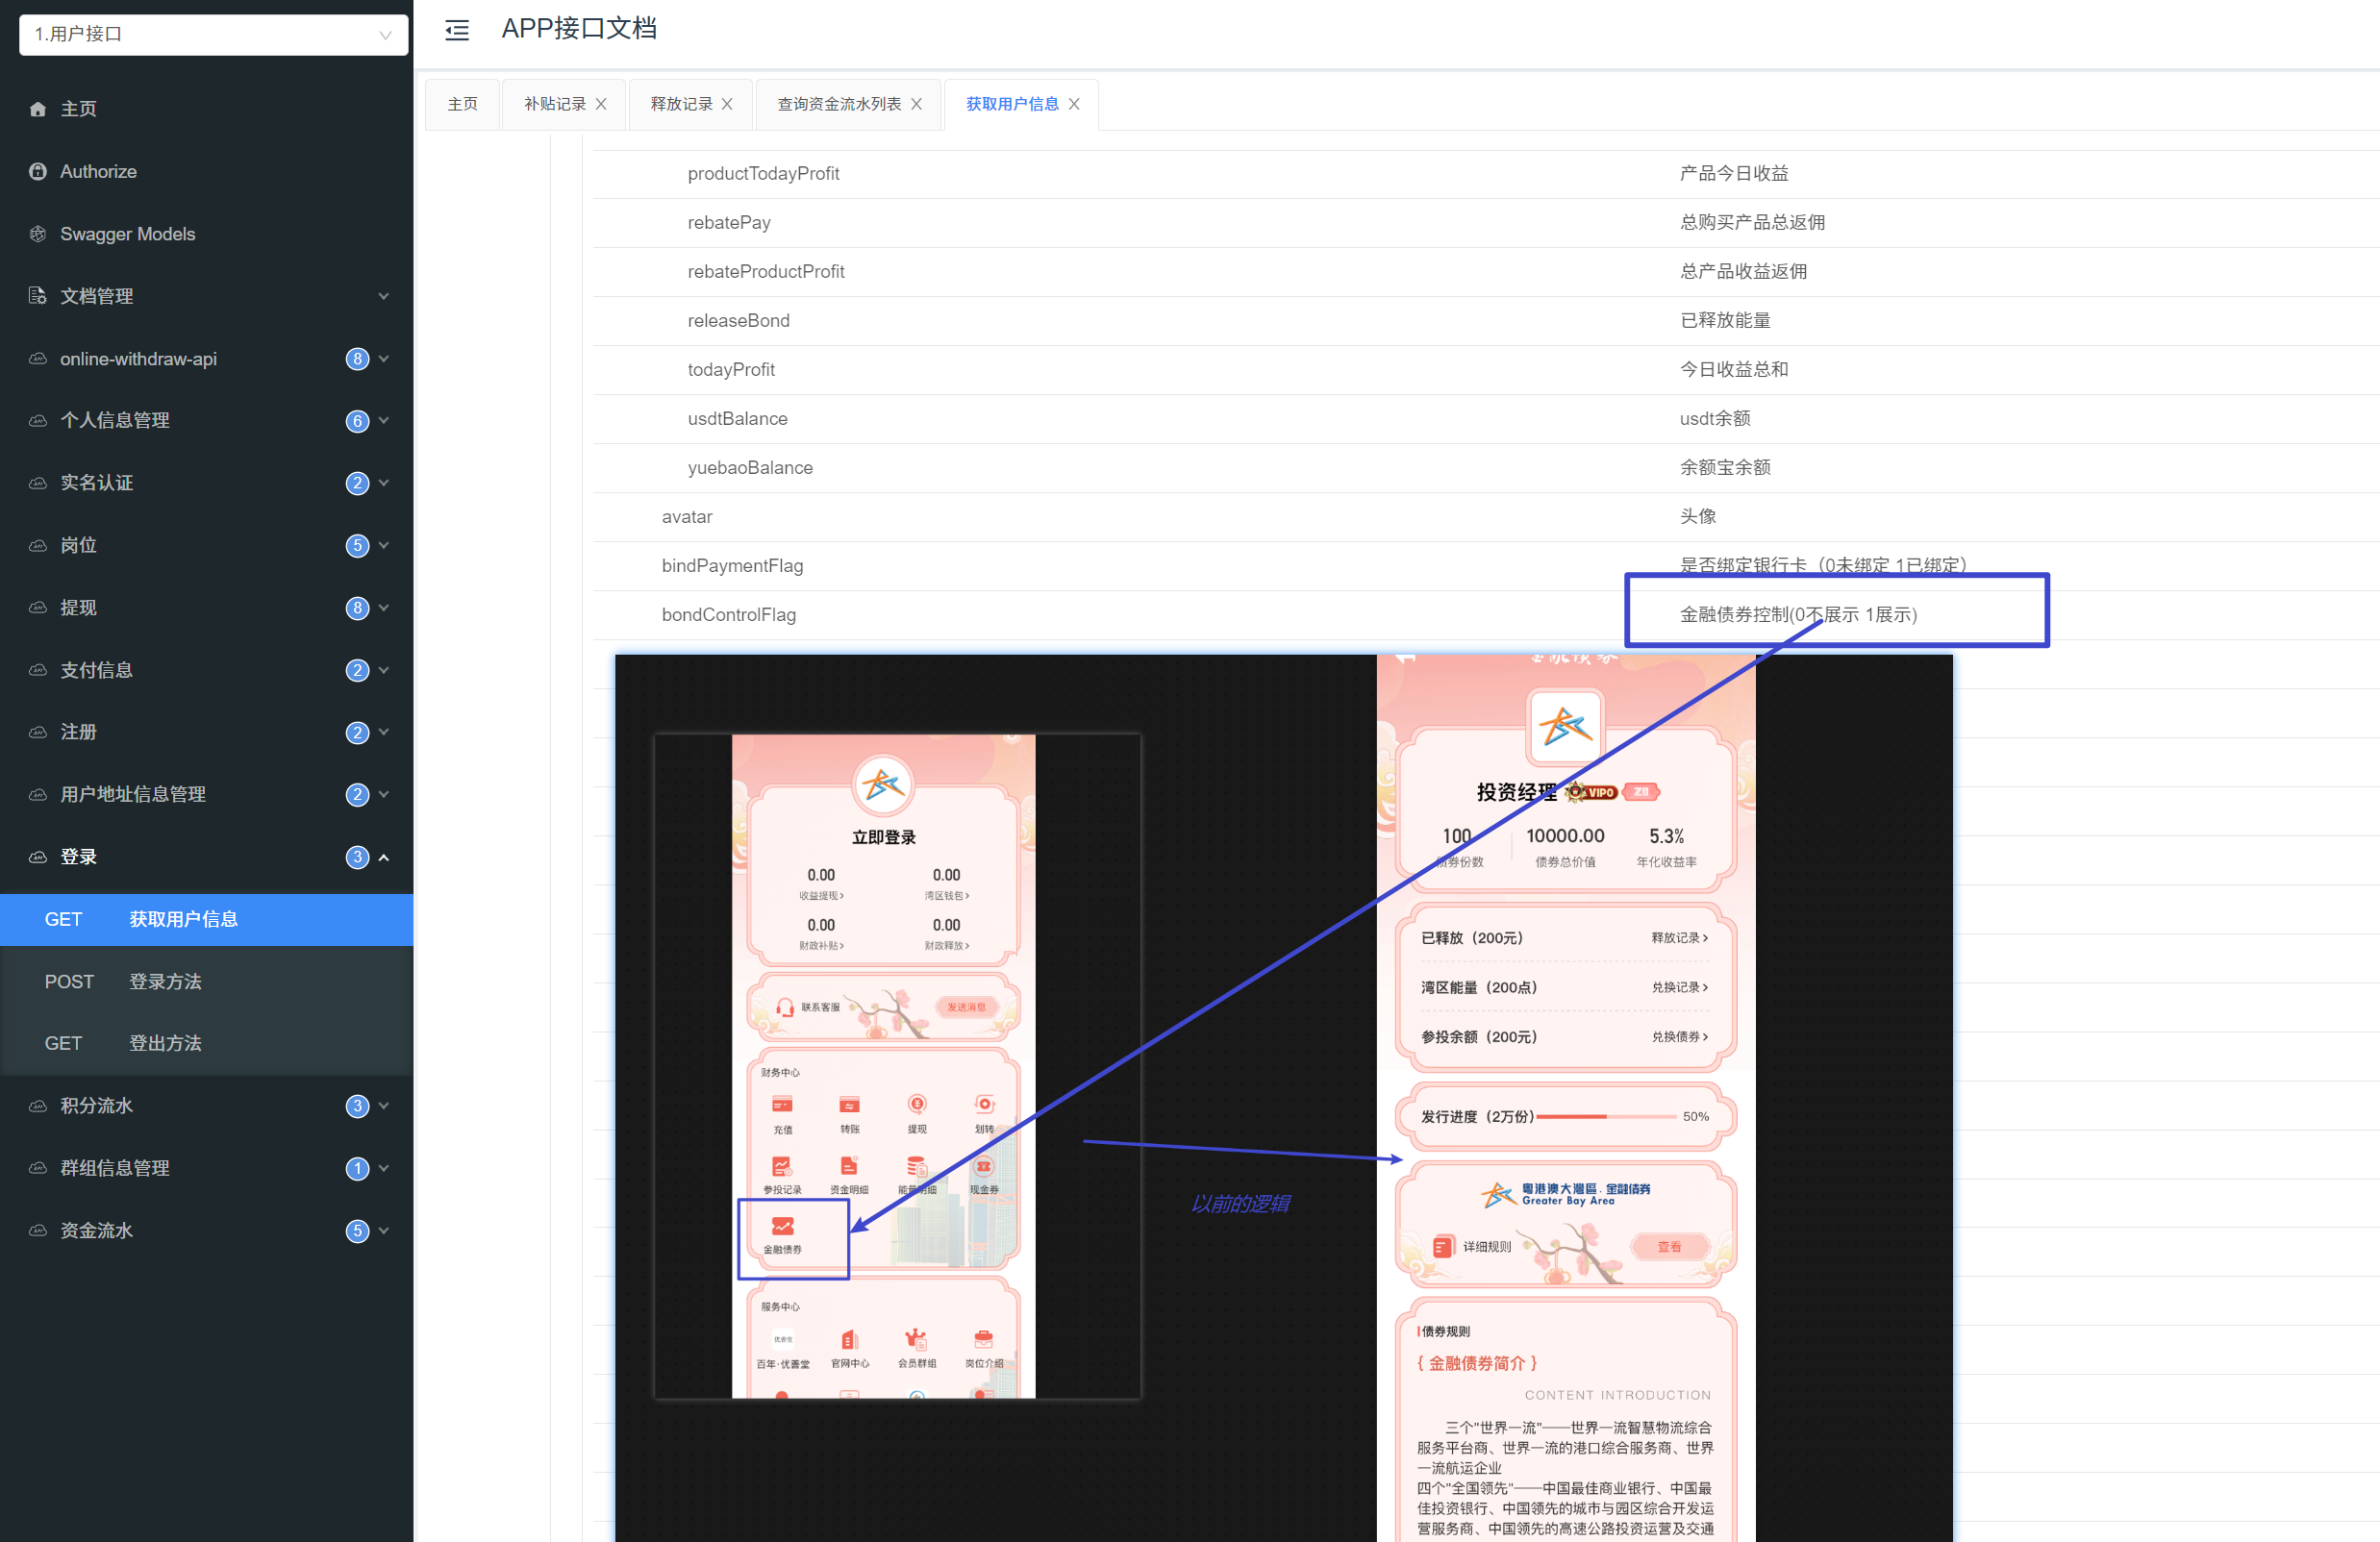 1.用户接口
主页
Authorize
Swagger Models
文档管理
online-withdraw-api 8
个人信息管理 6
实名认证 2
岗位 5
提现 8
支付信息 2
注册 2
用户地址信息管理 2
登录 3
GET 获取用户信息
POST 登录方法
GET 登出方法
积分流水 3
群组信息管理 1
资金流水 5
APP接口文档
主页 补贴记录 释放记录 查询资金流水列表 获取用户信息
productTodayProfit 产品今日收益
rebatePay 总购买产品总返佣
rebateProductProfit 总产品收益返佣
releaseBond 已释放能量
todayProfit 今日收益总和
usdtBalance usdt余额
yuebaoBalance 余额宝余额
avatar 头像
bindPaymentFlag 是否绑定银行卡（0未绑定 1已绑定）
bondControlFlag 金融债券控制(0不展示 1展示)
立即登录
0.00 0.00
收益提现 湾区钱包
0.00 0.00
财政补贴 财政释放
联系客服 发送消息
财务中心
充值 转账 提现 划转
参投记录 资金明细 能量明细 现金券
金融债券
服务中心
优善堂
百年·优善堂 官网中心 会员群组 岗位介绍
以前的逻辑
投资经理 VIP0 Z0
100 10000.00 5.3%
债券份数 债券总价值 年化收益率
已释放（200元） 释放记录
湾区能量（200点） 兑换记录
参投余额（200元） 兑换债券
发行进度（2万份） 50%
粤港澳大灣區·金融債券
Greater Bay Area
详细规则 查看
债券规则
{ 金融债券简介 }
CONTENT INTRODUCTION
三个"世界一流"——世界一流智慧物流综合
服务平台商、世界一流的港口综合服务商、世界
一流航运企业
四个"全国领先"——中国最佳商业银行、中国最
佳投资银行、中国领先的城市与园区综合开发运
营服务商、中国领先的高速公路投资运营及交通